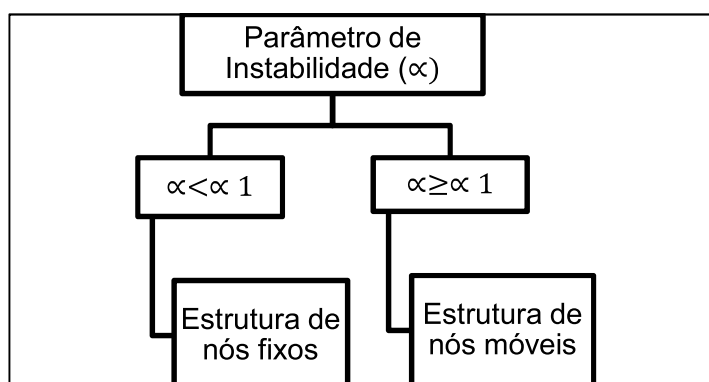 Parâmetro de
Instabilidade (∝)
∝<∝ 1
∝≥∝ 1
Estrutura de
nós fixos
Estrutura de
nós móveis